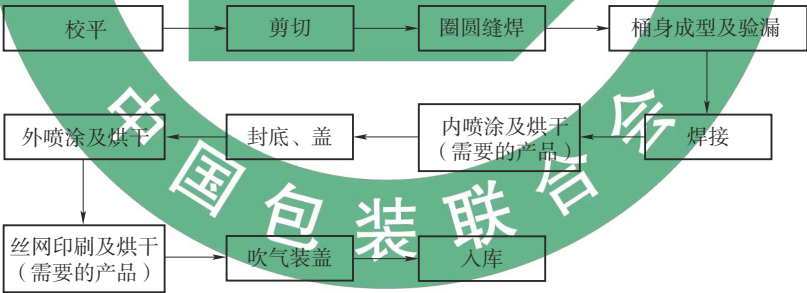 校平
剪切
圈圆缝焊
桶身成型及验漏
焊接
内喷涂及烘干
（需要的产品）
封底、盖
外喷涂及烘干
丝网印刷及烘干
（需要的产品）
吹气装盖
入库
中国包装联合会